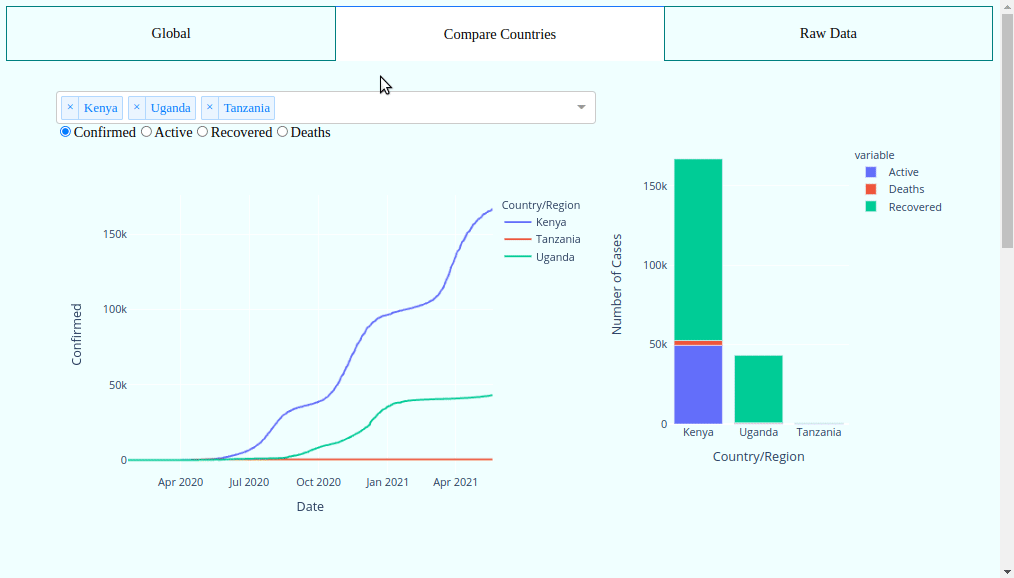 Global
Compare Countries
Raw Data
× Kenya × Uganda × Tanzania
Confirmed Active Recovered Deaths
Country/Region
Kenya
Tanzania
Uganda
150k
100k
50k
0
Confirmed
Apr 2020 Jul 2020 Oct 2020 Jan 2021 Apr 2021
Date
variable
Active
Deaths
Recovered
150k
100k
50k
0
Number of Cases
Kenya Uganda Tanzania
Country/Region